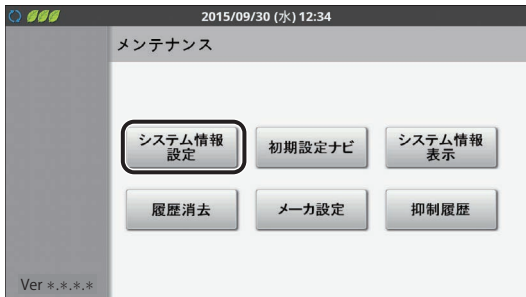 2015/09/30 (水) 12:34
メンテナンス
システム情報
設定
初期設定ナビ
システム情報
表示
履歴消去
メーカ設定
抑制履歴
Ver *.*.*.*